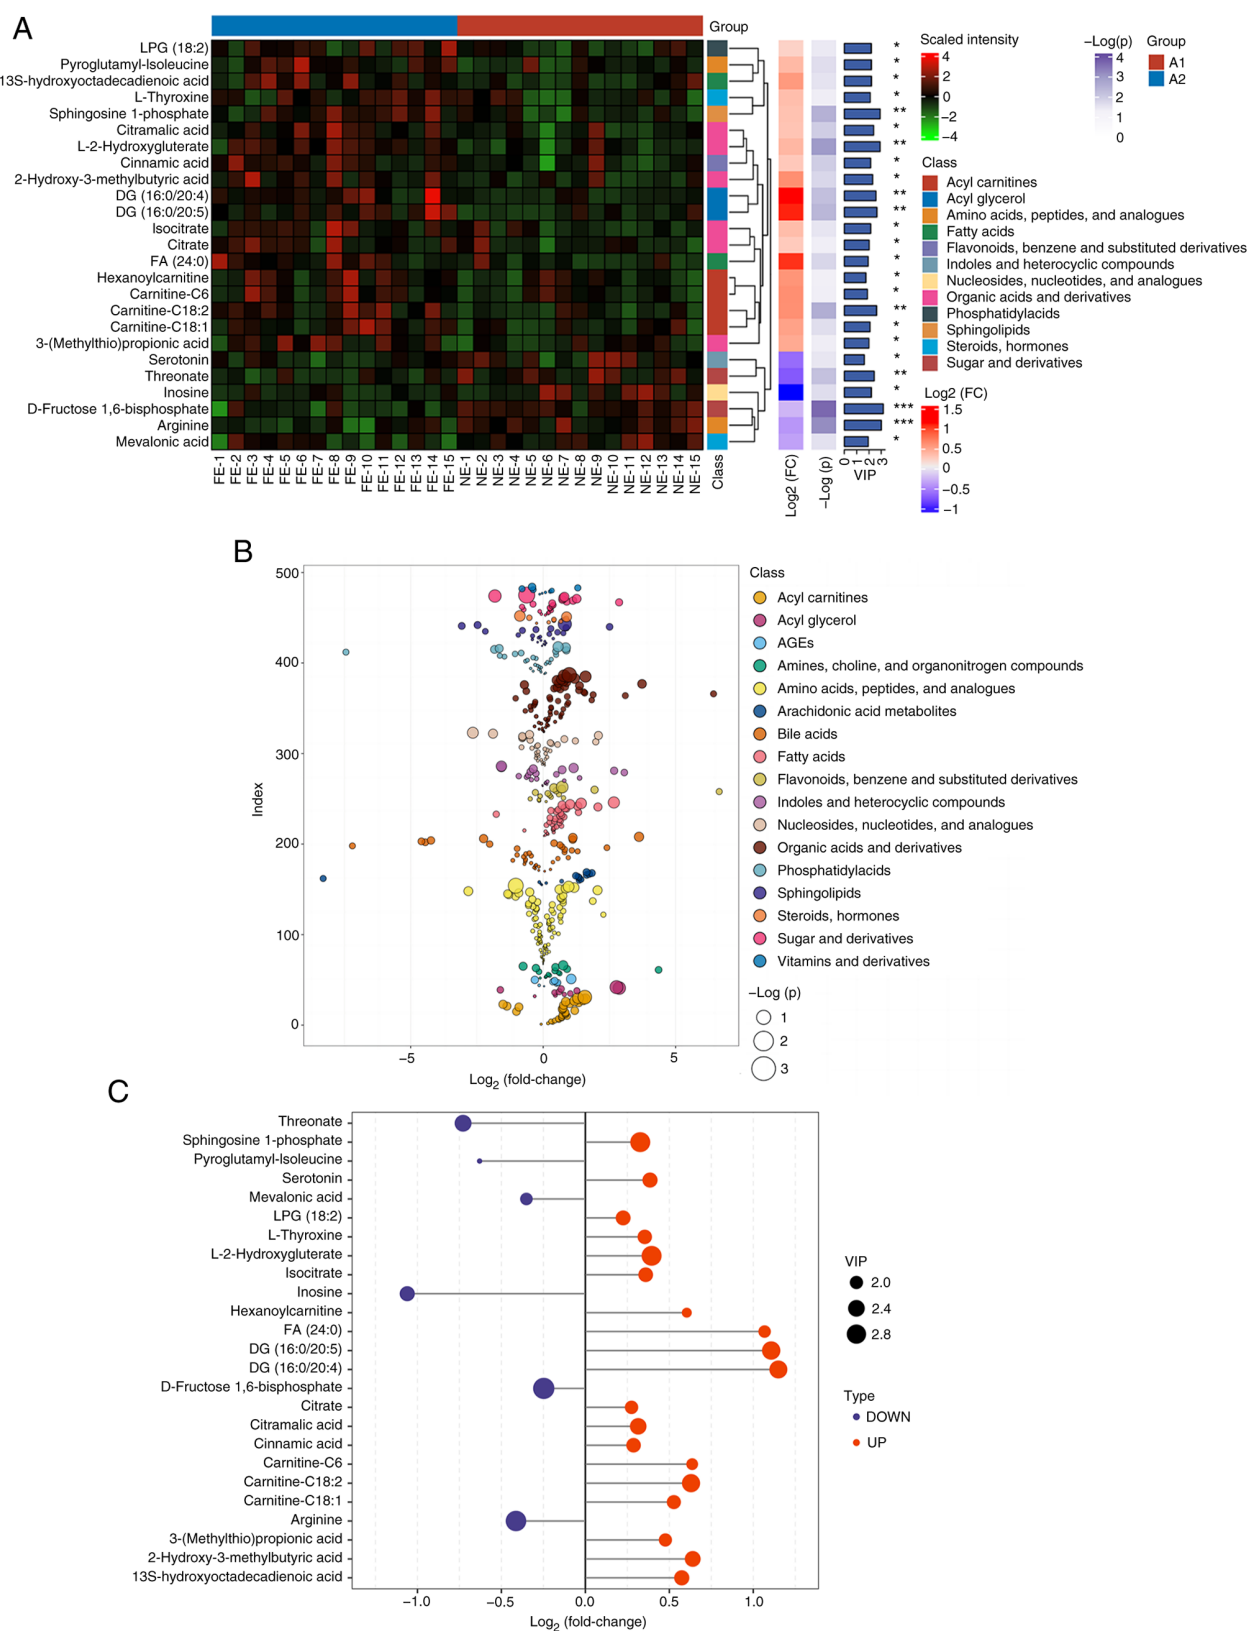 A
Group
LPG (18:2)
Pyroglutamyl-Isoleucine
13S-hydroxyoctadecadienoic acid
L-Thyroxine
Sphingosine 1-phosphate
Citramalic acid
L-2-Hydroxygluterate
Cinnamic acid
2-Hydroxy-3-methylbutyric acid
DG (16:0/20:4)
DG (16:0/20:5)
Isocitrate
Citrate
FA (24:0)
Hexanoylcarnitine
Carnitine-C6
Carnitine-C18:2
Carnitine-C18:1
3-(Methylthio)propionic acid
Serotonin
Threonate
Inosine
D-Fructose 1,6-bisphosphate
Arginine
Mevalonic acid
FE-1
FE-2
FE-3
FE-4
FE-5
FE-6
FE-7
FE-8
FE-9
FE-10
FE-11
FE-12
FE-13
FE-14
FE-15
NE-1
NE-2
NE-3
NE-4
NE-5
NE-6
NE-7
NE-8
NE-9
NE-10
NE-11
NE-12
NE-13
NE-14
NE-15
Class
Log2 (FC)
−Log (p)
*
*
*
*
**
*
**
*
*
**
**
*
*
*
*
*
**
*
*
*
**
*
***
***
*
0 1 2 3
VIP
Scaled intensity
4
2
0
−2
−4
−Log(p)
4
3
2
1
0
Group
A1
A2
Class
Acyl carnitines
Acyl glycerol
Amino acids, peptides, and analogues
Fatty acids
Flavonoids, benzene and substituted derivatives
Indoles and heterocyclic compounds
Nucleosides, nucleotides, and analogues
Organic acids and derivatives
Phosphatidylacids
Sphingolipids
Steroids, hormones
Sugar and derivatives
Log2 (FC)
1.5
1
0.5
0
−0.5
−1
B
500
400
300
200
100
0
Index
−5 0 5
Log2 (fold-change)
Class
Acyl carnitines
Acyl glycerol
AGEs
Amines, choline, and organonitrogen compounds
Amino acids, peptides, and analogues
Arachidonic acid metabolites
Bile acids
Fatty acids
Flavonoids, benzene and substituted derivatives
Indoles and heterocyclic compounds
Nucleosides, nucleotides, and analogues
Organic acids and derivatives
Phosphatidylacids
Sphingolipids
Steroids, hormones
Sugar and derivatives
Vitamins and derivatives
−Log (p)
1
2
3
C
Threonate
Sphingosine 1-phosphate
Pyroglutamyl-Isoleucine
Serotonin
Mevalonic acid
LPG (18:2)
L-Thyroxine
L-2-Hydroxygluterate
Isocitrate
Inosine
Hexanoylcarnitine
FA (24:0)
DG (16:0/20:5)
DG (16:0/20:4)
D-Fructose 1,6-bisphosphate
Citrate
Citramalic acid
Cinnamic acid
Carnitine-C6
Carnitine-C18:2
Carnitine-C18:1
Arginine
3-(Methylthio)propionic acid
2-Hydroxy-3-methylbutyric acid
13S-hydroxyoctadecadienoic acid
−1.0 −0.5 0.0 0.5 1.0
Log2 (fold-change)
VIP
2.0
2.4
2.8
Type
DOWN
UP